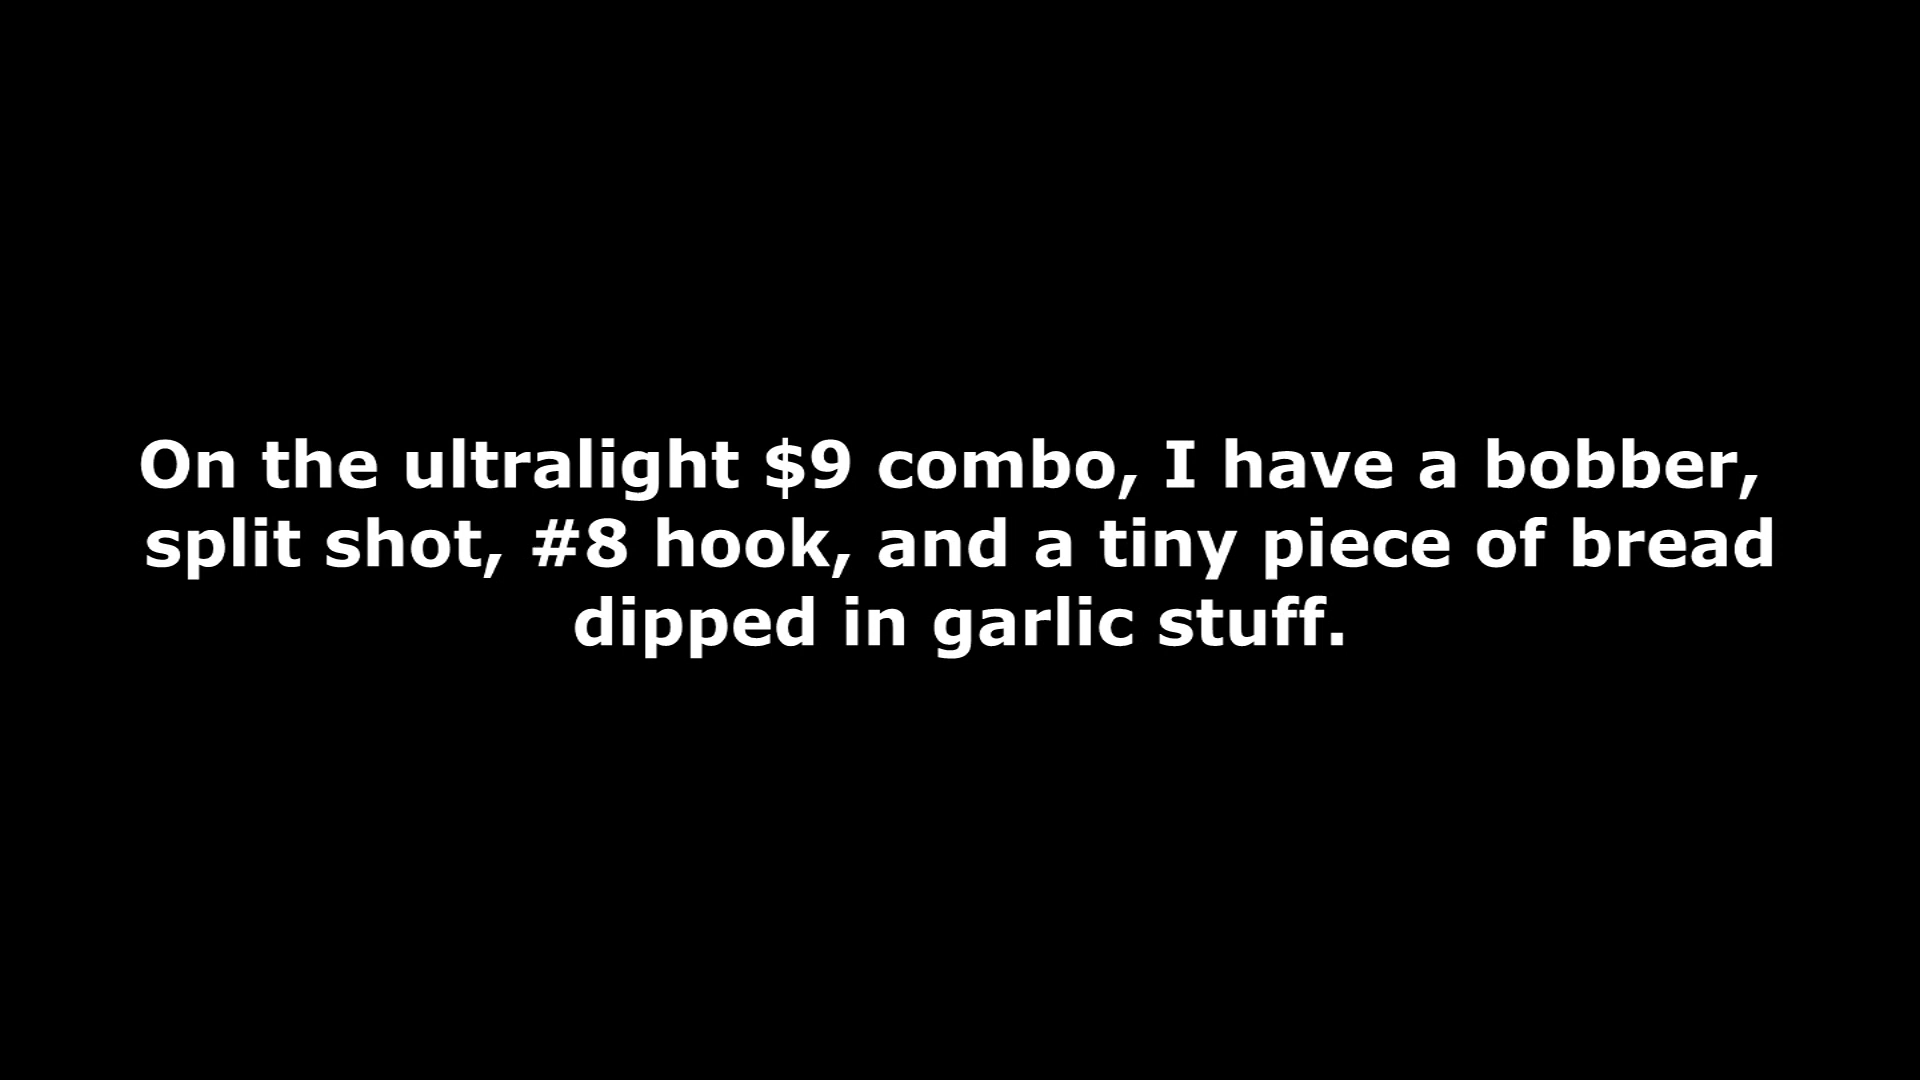 On the ultralight $9 combo, I have a bobber,
split shot, #8 hook, and a tiny piece of bread
dipped in garlic stuff.